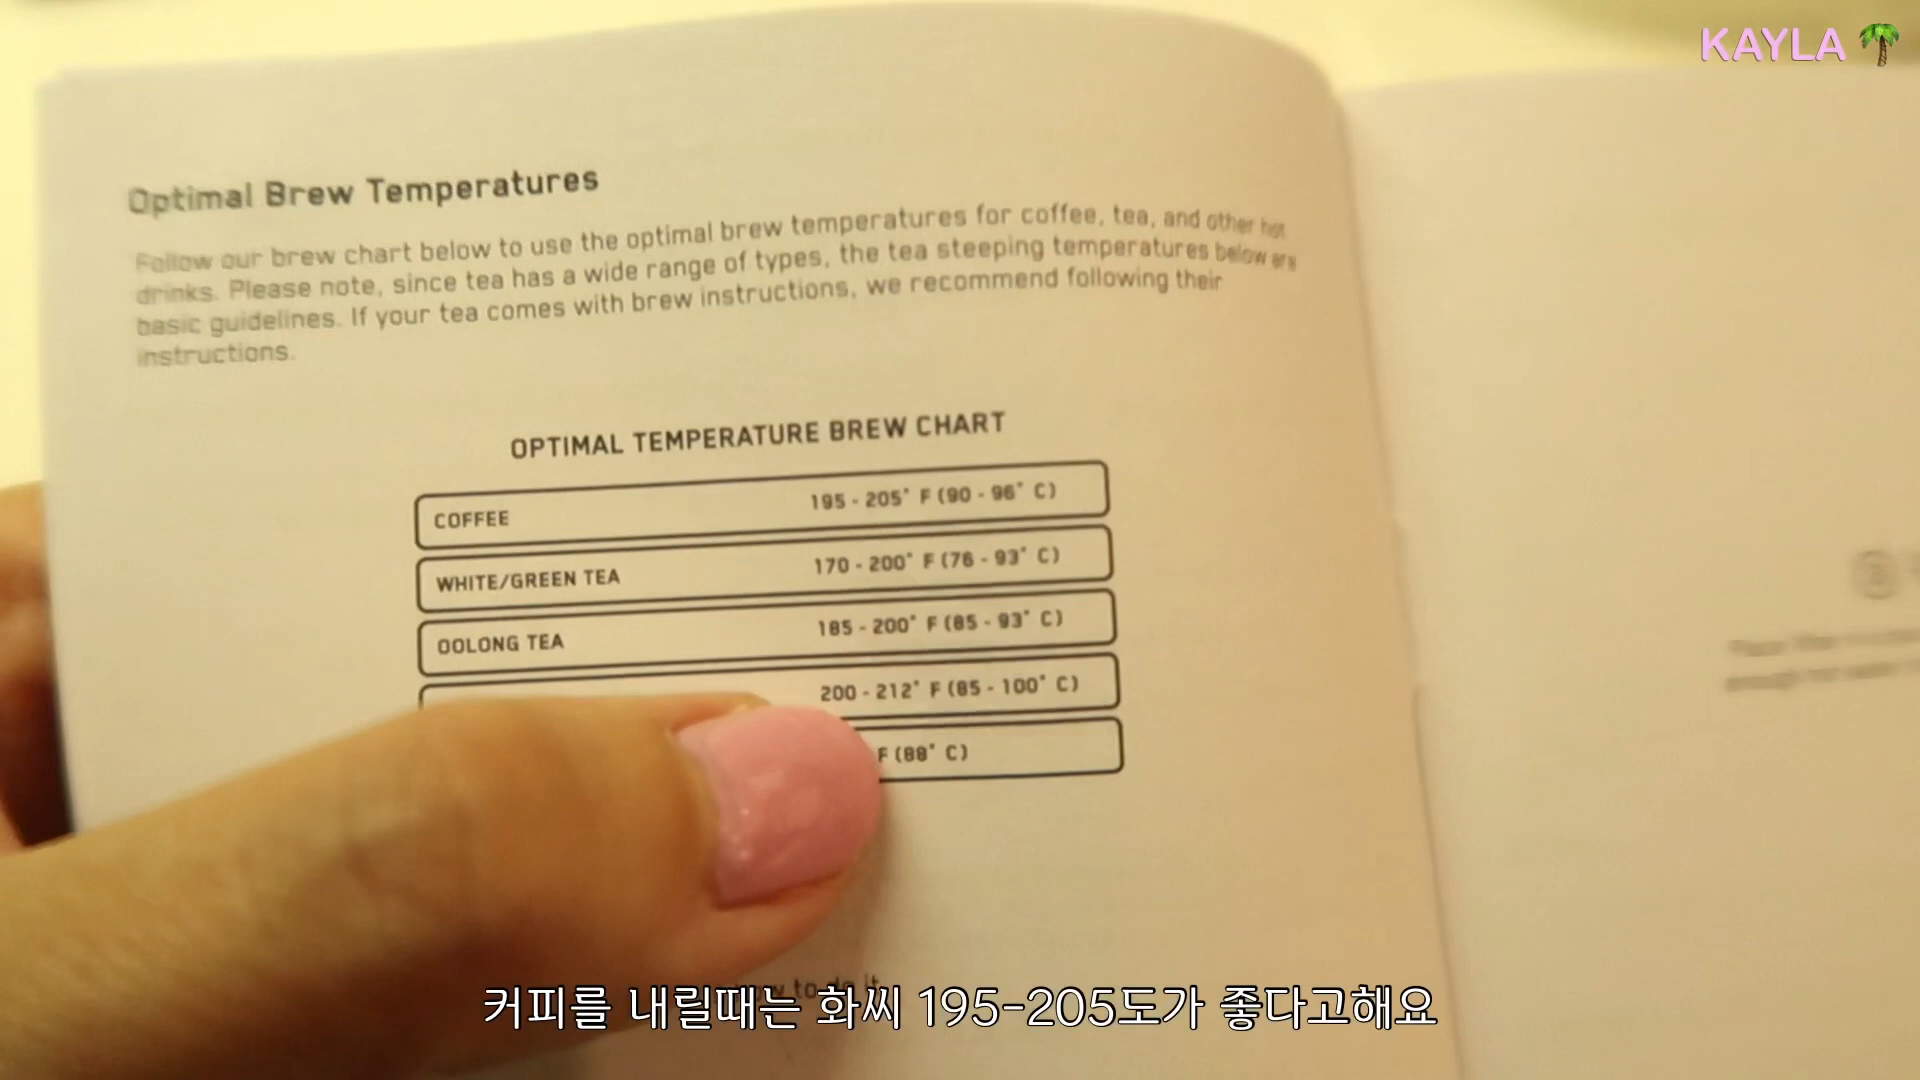 KAYLA
Optimal Brew Temperatures
Follow our brew chart below to use the optimal brew temperatures for coffee, tea, and other hot
drinks. Please note, since tea has a wide range of types, the tea steeping temperatures below are
basic guidelines. If your tea comes with brew instructions, we recommend following their
instructions.
OPTIMAL TEMPERATURE BREW CHART
COFFEE 195 - 205° F (90 - 96° C)
WHITE/GREEN TEA 170 - 200° F (76 - 93° C)
OOLONG TEA 185 - 200° F (85 - 93° C)
200 - 212° F (85 - 100° C)
F (88° C)
커피를 내릴때는 화씨 195-205도가 좋다고해요